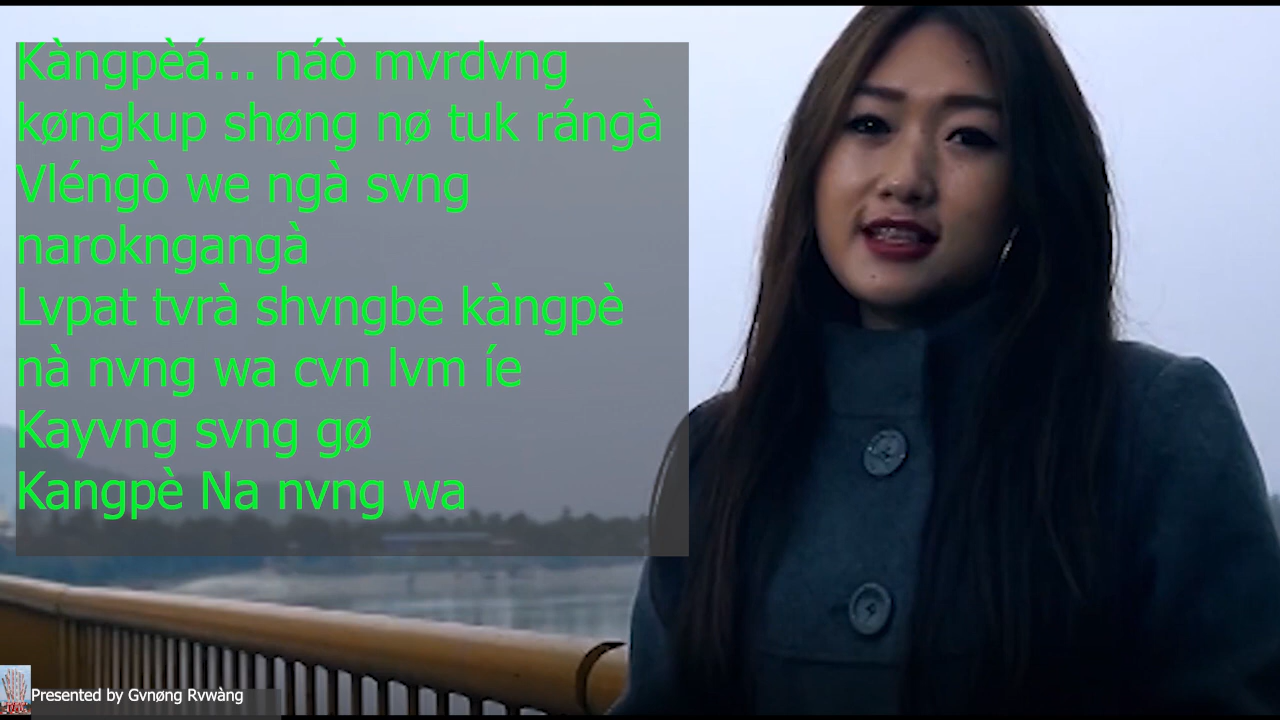 Kàngpèá... náò mvrdvng
køngkup shøng nø tuk rángà
Vléngò we ngà svng
narokngangà
Lvpat tvrà shvngbe kàngpè
nà nvng wa cvn lvm íe
Kayvng svng gø
Kangpè Na nvng wa
Presented by Gvnøng Rvwàng